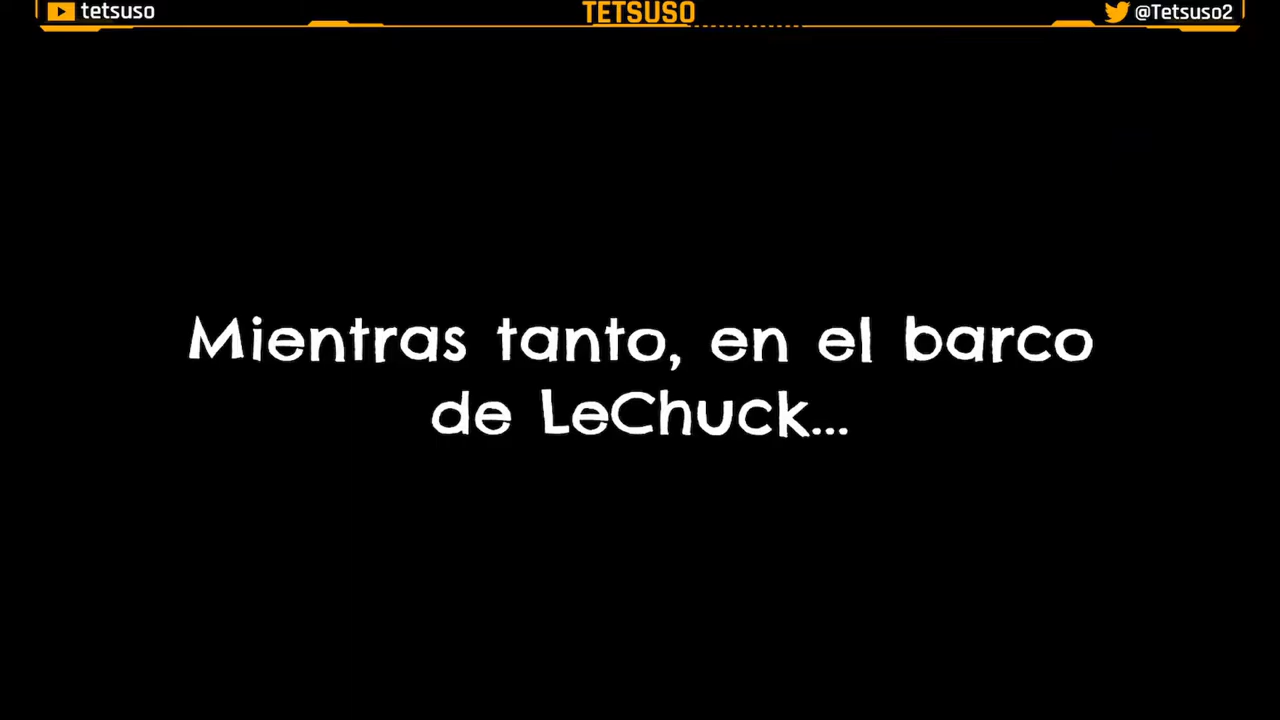 tetsuso
TETSUSO
@Tetsuso2
Mientras tanto, en el barco
de LeChuck...